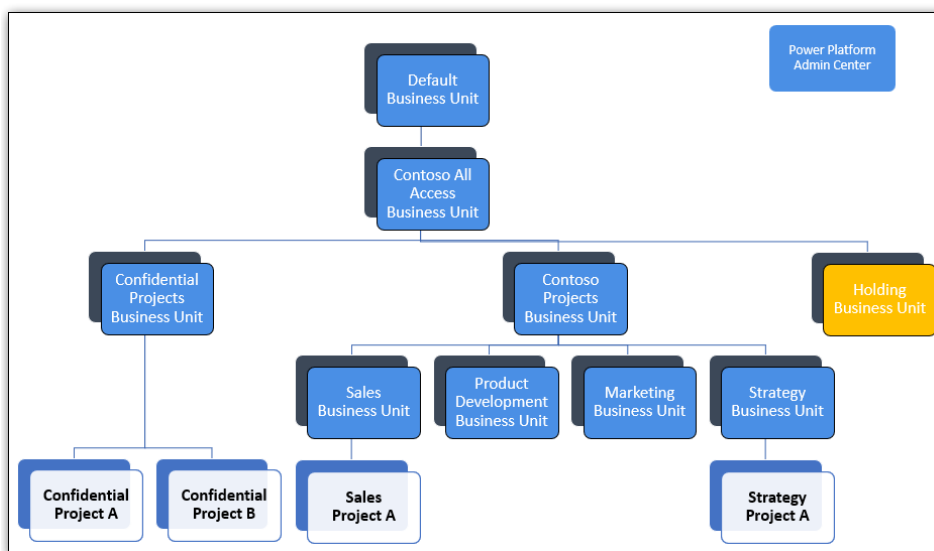 Power Platform
Admin Center
Default
Business Unit
Contoso All
Access
Business Unit
Confidential
Projects
Business Unit
Contoso
Projects
Business Unit
Holding
Business Unit
Sales
Business Unit
Product
Development
Business Unit
Marketing
Business Unit
Strategy
Business Unit
Confidential
Project A
Confidential
Project B
Sales
Project A
Strategy
Project A